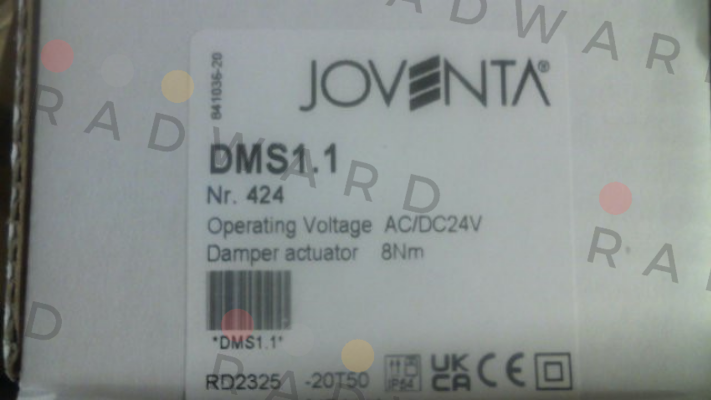 841036-20
JOVENTA®
DMS1.1
Nr. 424
Operating Voltage AC/DC24V
Damper actuator 8Nm
*DMS1.1*
RD2325 -20T50 IP54 UK CA CE
RADWARD
RADWARD
RADWARD
RA
D